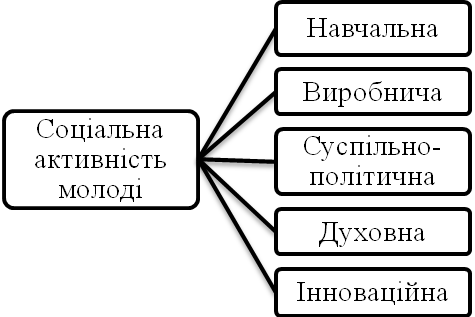 Соціальна
активність
молоді
Навчальна
Виробнича
Суспільно-
політична
Духовна
Інноваційна